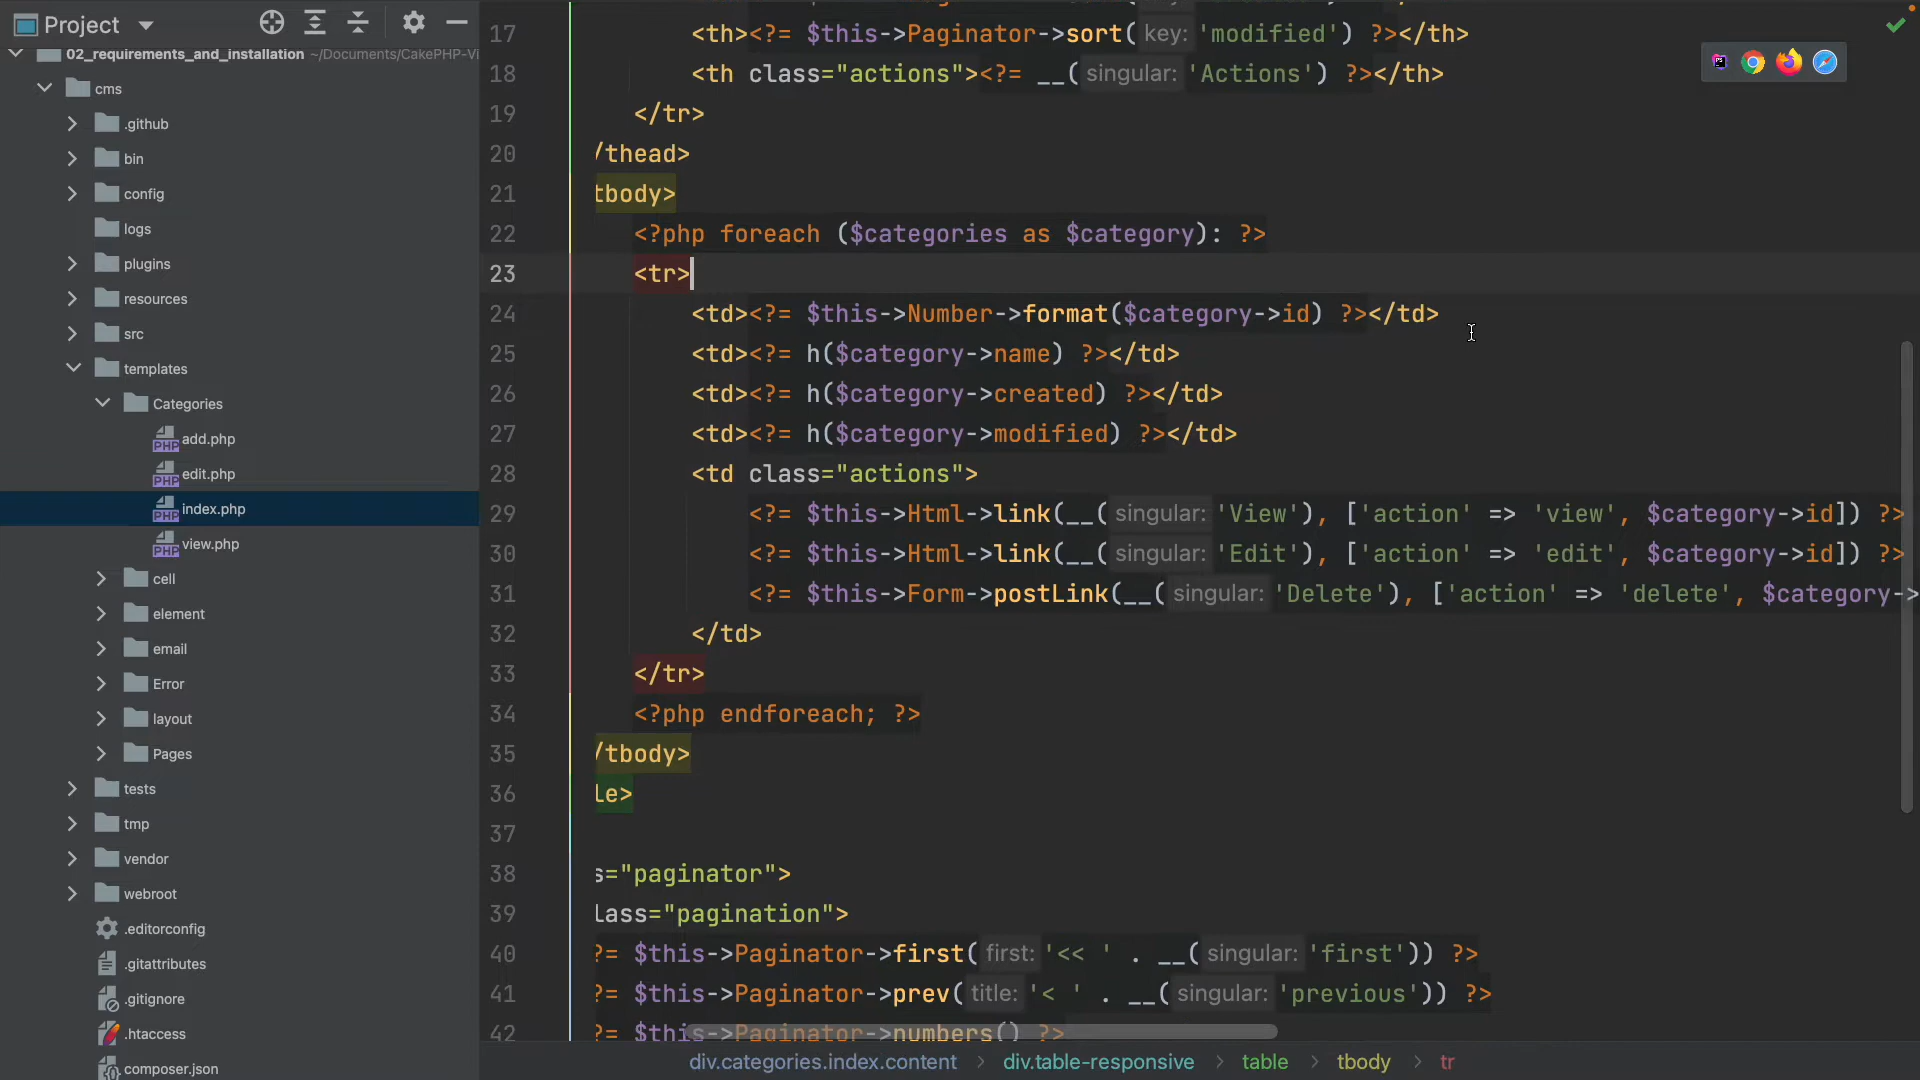 Project
02_requirements_and_installation ~/Documents/CakePHP-Vi
cms
.github
bin
config
logs
plugins
resources
src
templates
Categories
add.php
edit.php
index.php
view.php
cell
element
email
Error
layout
Pages
tests
tmp
vendor
webroot
.editorconfig
.gitattributes
.gitignore
.htaccess
composer.json
17 <th><?= $this->Paginator->sort( key: 'modified') ?></th>
18 <th class="actions"><?= __( singular: 'Actions') ?></th>
19 </tr>
20 /thead>
21 tbody>
22 <?php foreach ($categories as $category): ?>
23 <tr>
24 <td><?= $this->Number->format($category->id) ?></td>
25 <td><?= h($category->name) ?></td>
26 <td><?= h($category->created) ?></td>
27 <td><?= h($category->modified) ?></td>
28 <td class="actions">
29 <?= $this->Html->link(__( singular: 'View'), ['action' => 'view', $category->id]) ?>
30 <?= $this->Html->link(__( singular: 'Edit'), ['action' => 'edit', $category->id]) ?>
31 <?= $this->Form->postLink(__( singular: 'Delete'), ['action' => 'delete', $category->
32 </td>
33 </tr>
34 <?php endforeach; ?>
35 /tbody>
36 le>
37
38 s="paginator">
39 lass="pagination">
40 ?= $this->Paginator->first( first: '<< ' . __( singular: 'first')) ?>
41 ?= $this->Paginator->prev( title: '< ' . __( singular: 'previous')) ?>
42 ?= $this->Paginator->numbers() ?>
div.categories.index.content > div.table-responsive > table > tbody > tr